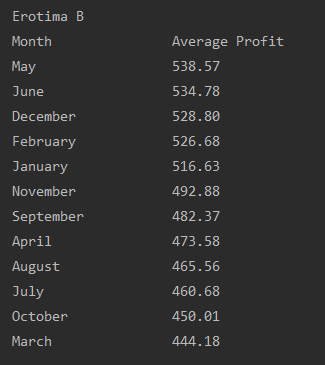 Erotima B
Month Average Profit
May 538.57
June 534.78
December 528.80
February 526.68
January 516.63
November 492.88
September 482.37
April 473.58
August 465.56
July 460.68
October 450.01
March 444.18